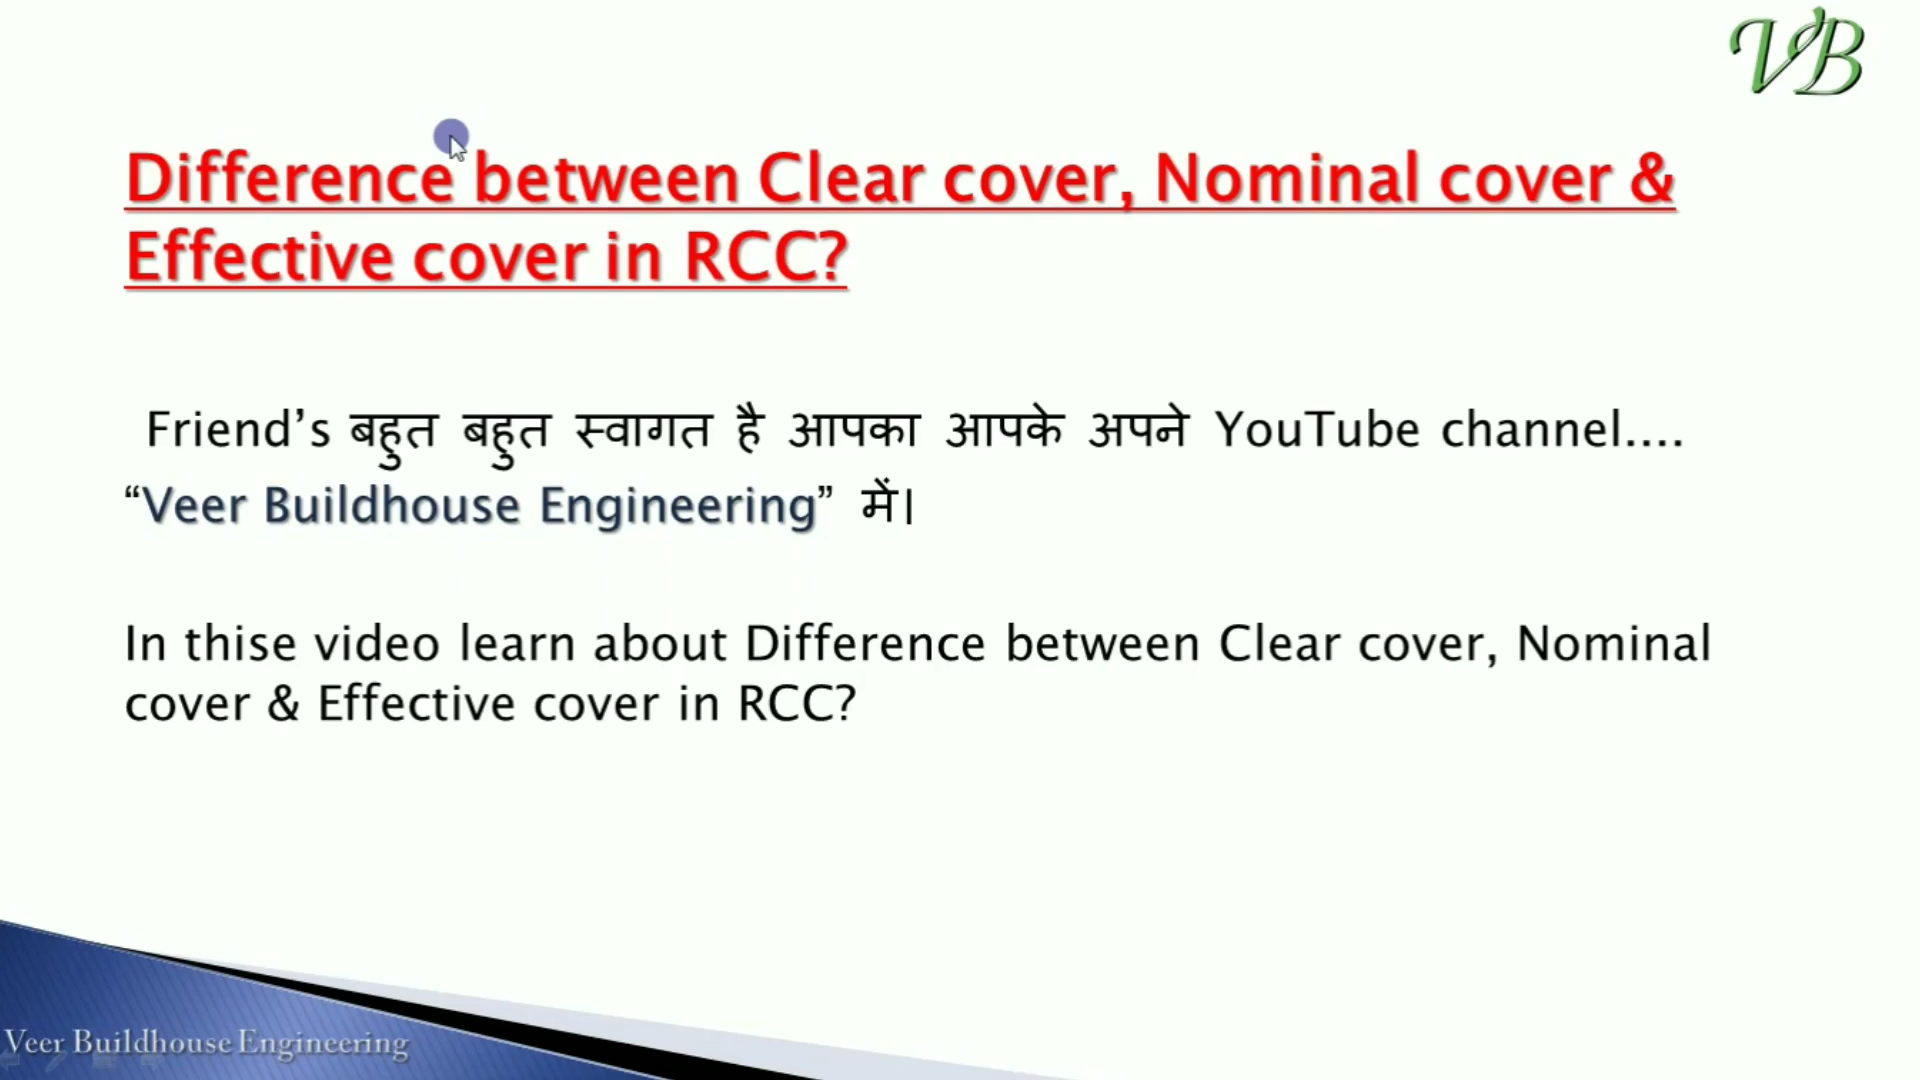 VB
Difference between Clear cover, Nominal cover &
Effective cover in RCC?
Friend’s बहुत बहुत स्वागत है आपका आपके अपने YouTube channel....
“Veer Buildhouse Engineering” में।
In thise video learn about Difference between Clear cover, Nominal
cover & Effective cover in RCC?
Veer Buildhouse Engineering